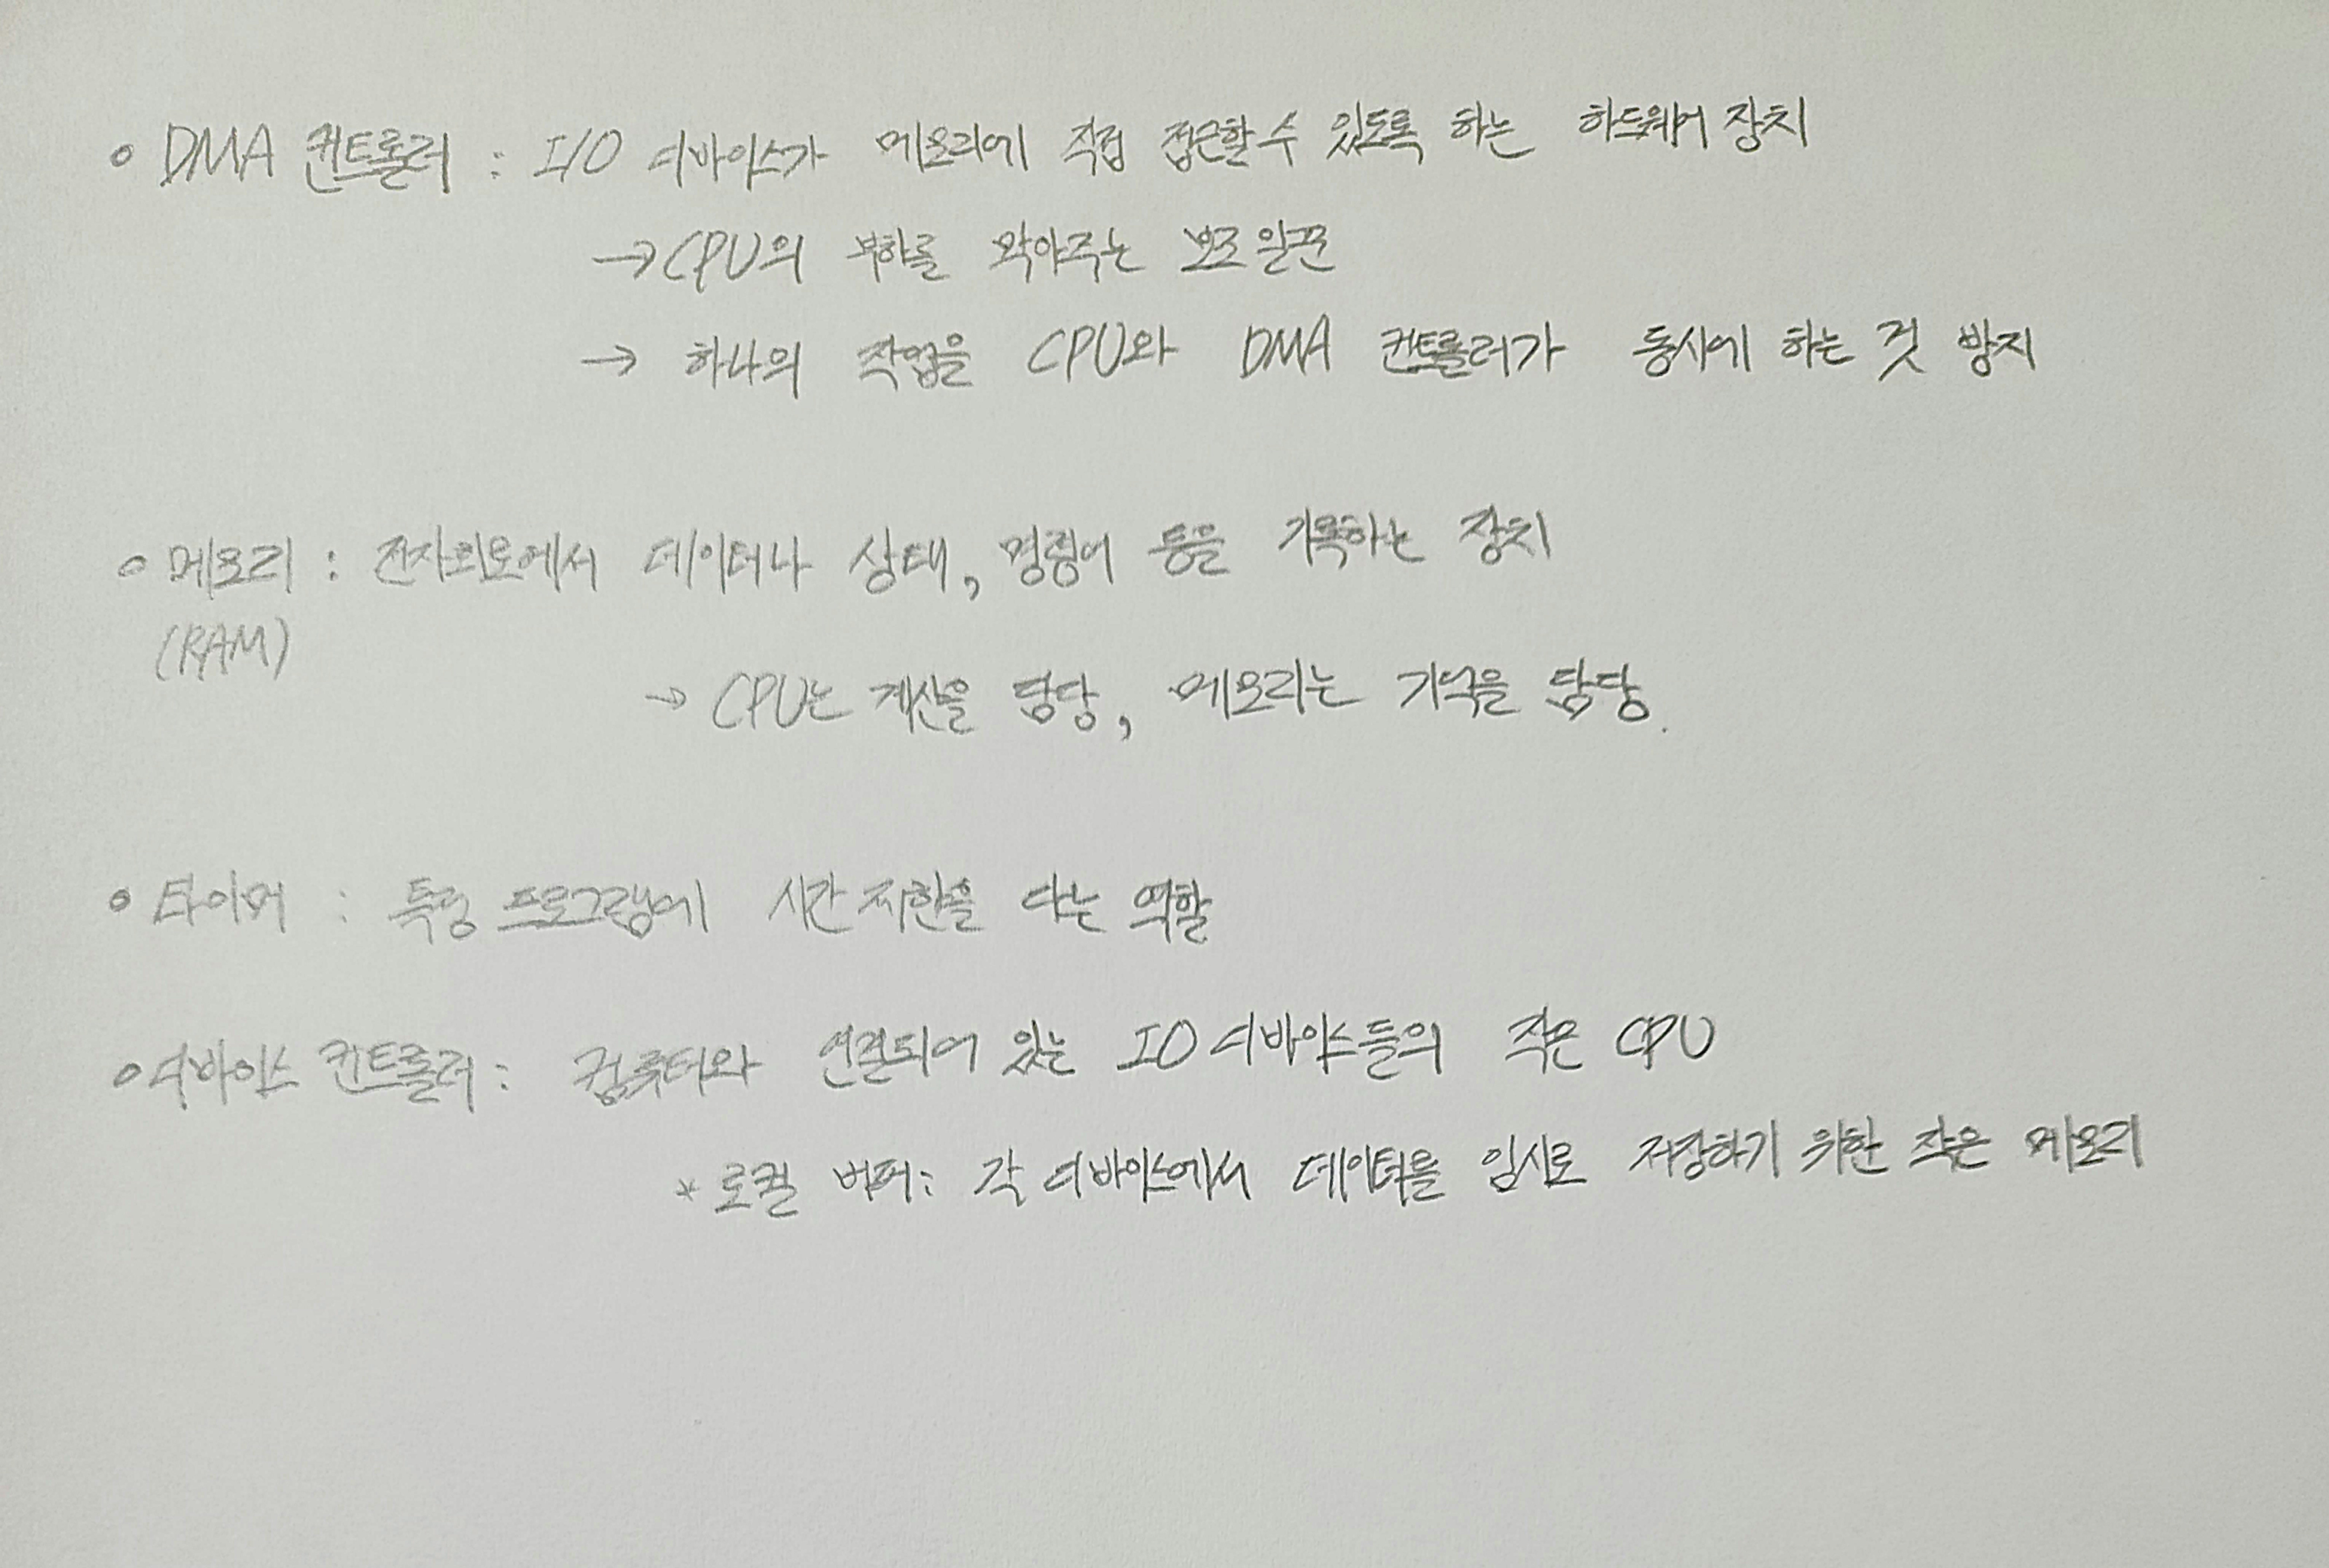 • DMA 컨트롤러 : I/O 디바이스가 메모리에 직접 접근할 수 있도록 하는 하드웨어 장치
→ CPU의 부하를 막아주는 보조 일꾼
→ 하나의 작업을 CPU와 DMA 컨트롤러가 동시에 하는 것 방지
• 메모리 : 전자회로에서 데이터나 상태, 명령어 등을 기록하는 장치
(RAM)
→ CPU는 계산을 담당, 메모리는 기억을 담당.
• 타이머 : 특정 프로그램에 시간 제한을 다는 역할
• 디바이스 컨트롤러 : 컴퓨터와 연결되어 있는 IO 디바이스들의 작은 CPU
* 로컬 버퍼 : 각 디바이스에서 데이터를 임시로 저장하기 위한 작은 메모리